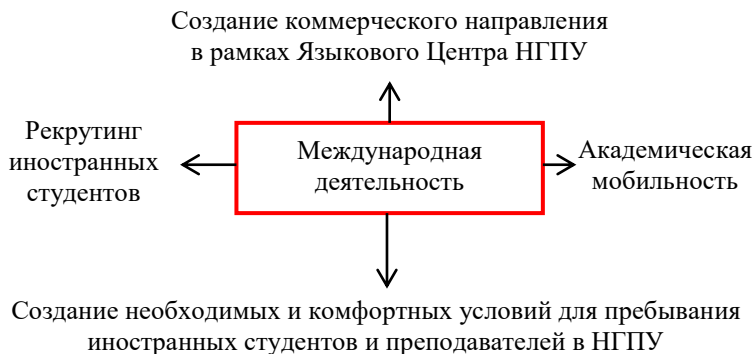 Создание коммерческого направления
в рамках Языкового Центра НГПУ
Рекрутинг
иностранных
студентов
Международная
деятельность
Академическая
мобильность
Создание необходимых и комфортных условий для пребывания
иностранных студентов и преподавателей в НГПУ